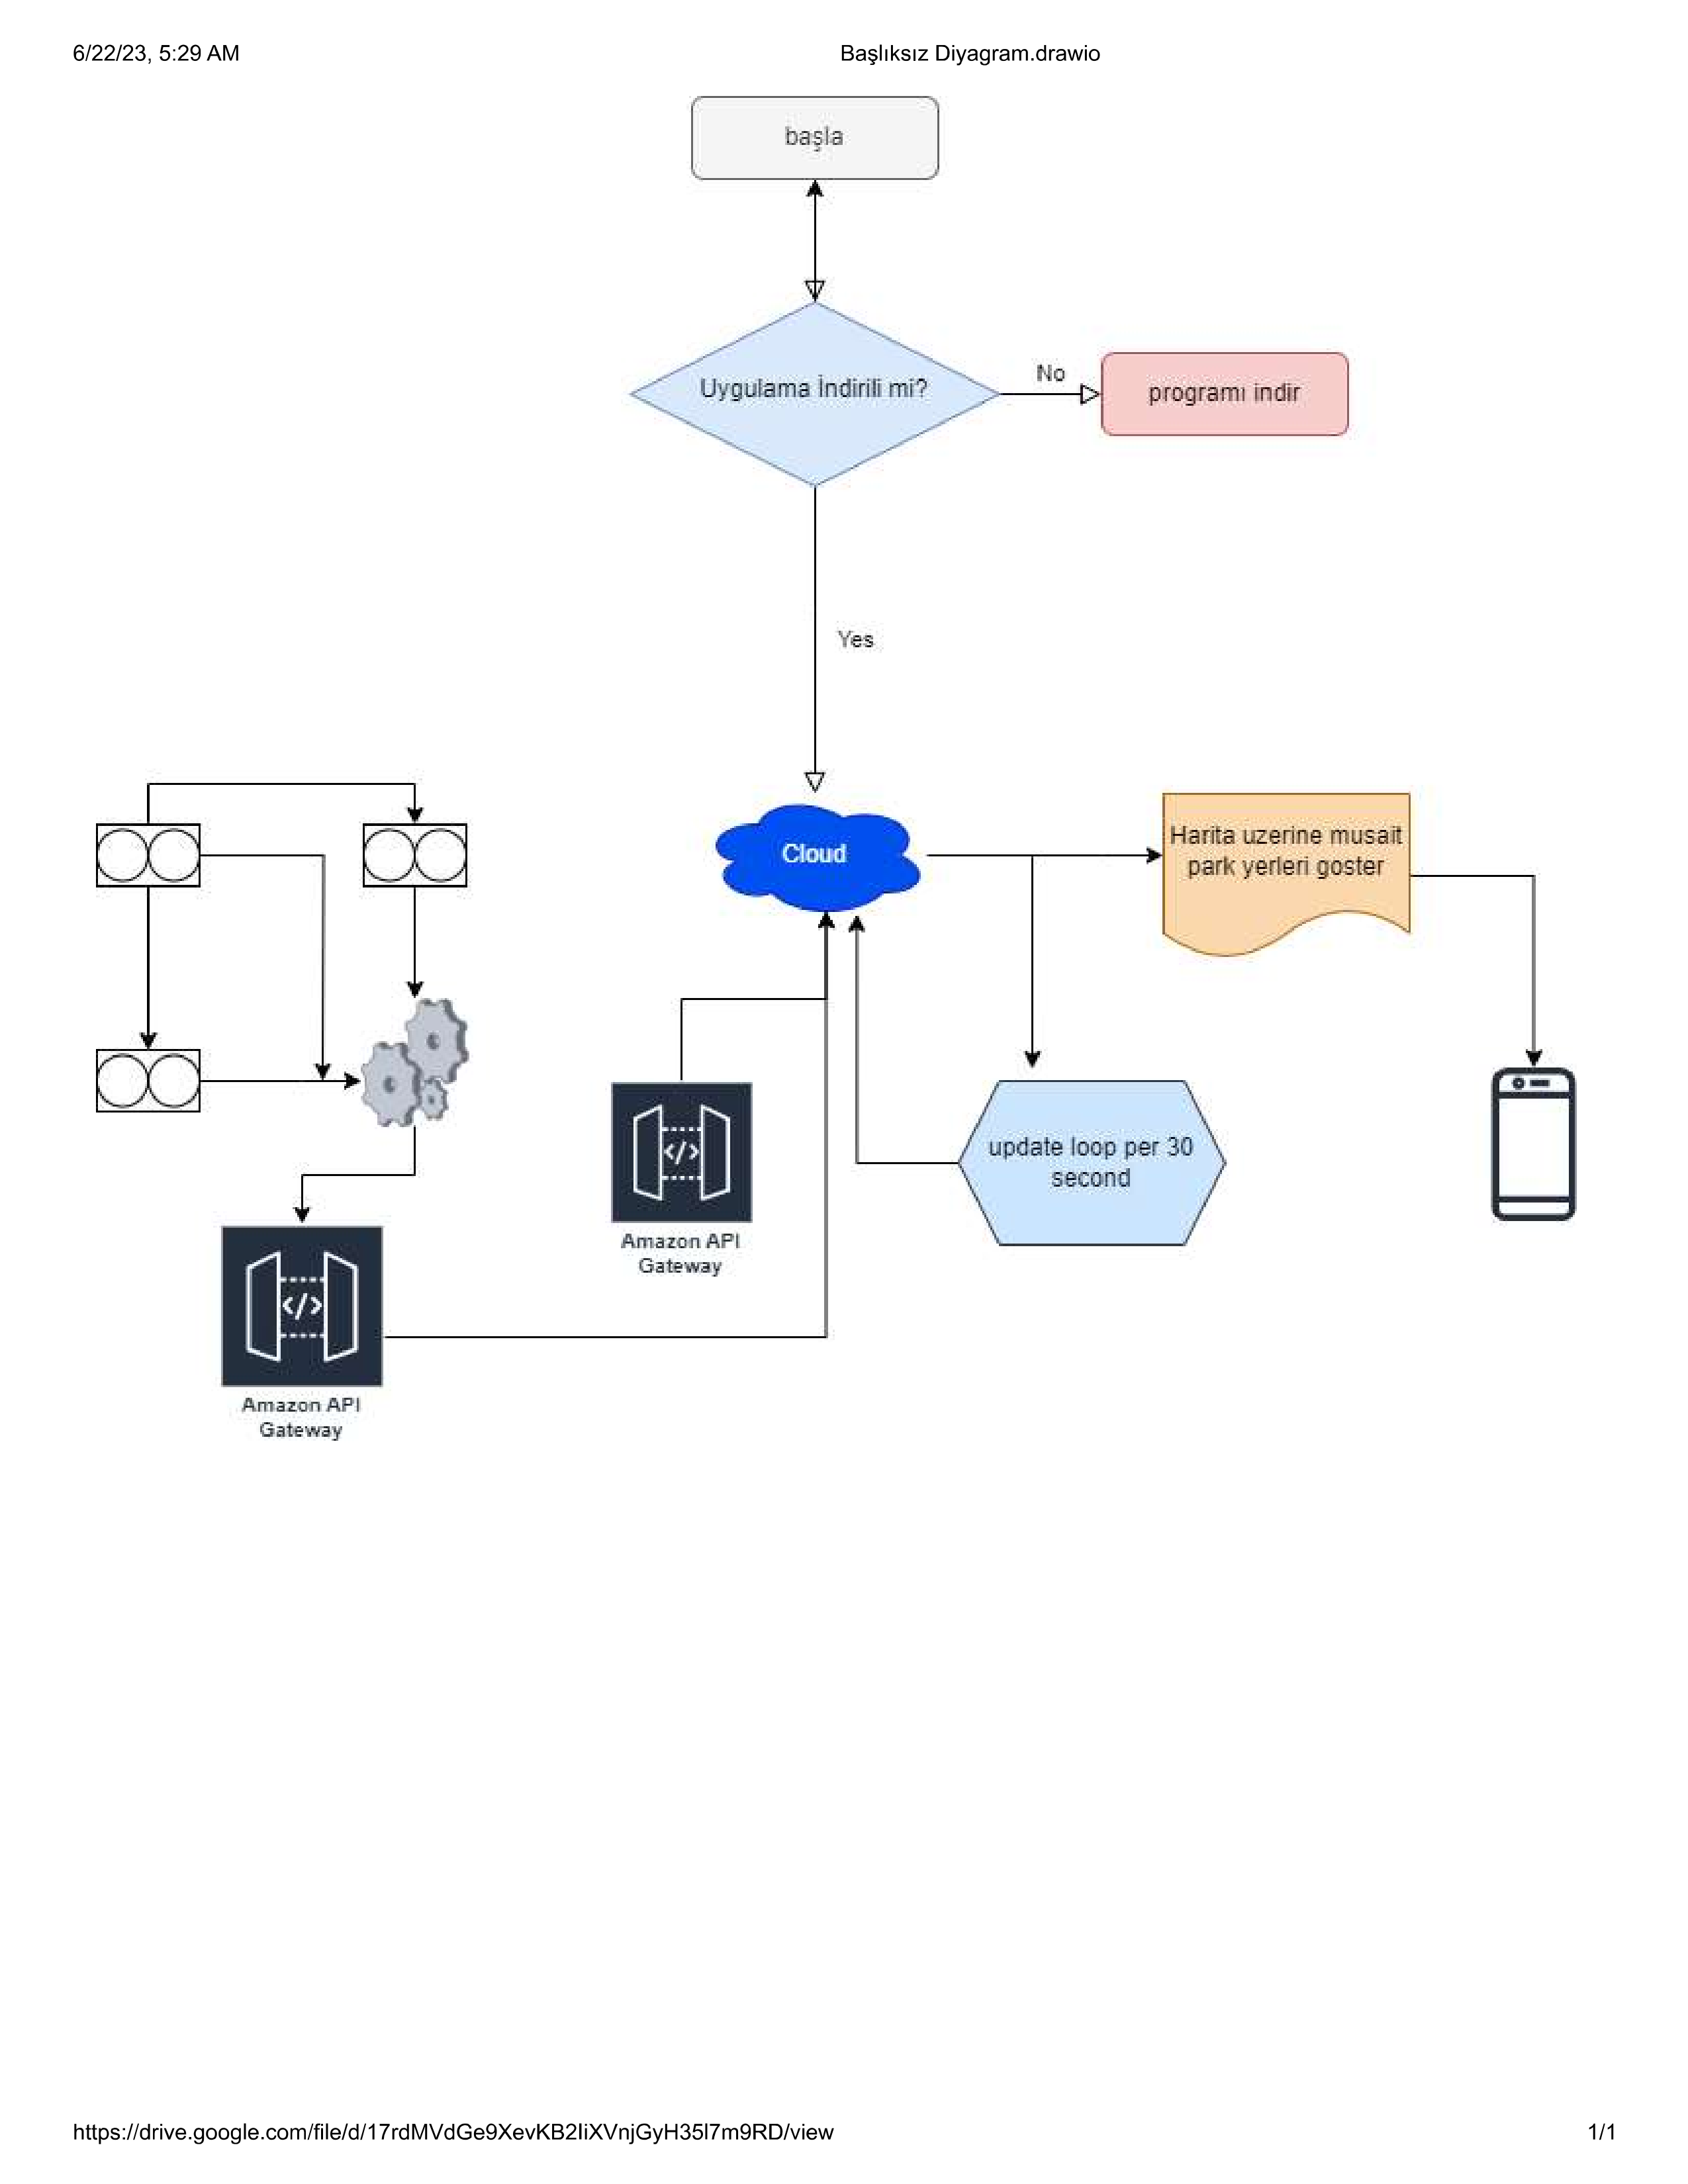 6/22/23, 5:29 AM
Başlıksız Diyagram.drawio
başla
Uygulama İndirili mi?
No
programı indir
Yes
Cloud
Harita uzerine musait
park yerleri goster
</>
Amazon API
Gateway
update loop per 30
second
</>
Amazon API
Gateway
https://drive.google.com/file/d/17rdMVdGe9XevKB2liXVnjGyH35l7m9RD/view
1/1